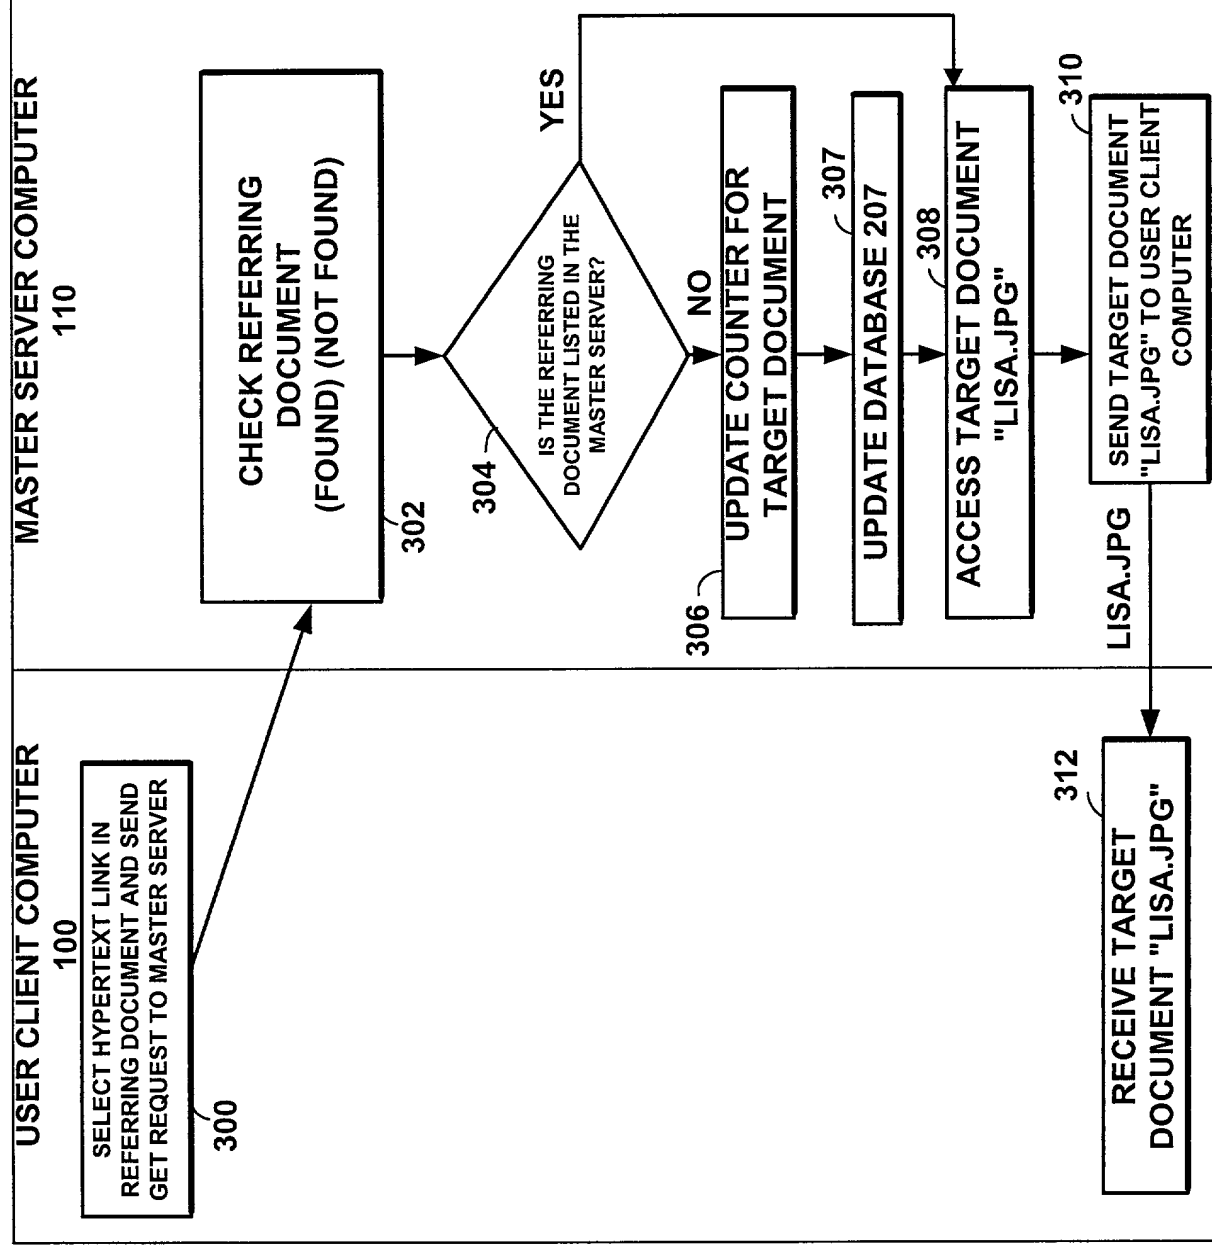 USER CLIENT COMPUTER
100
SELECT HYPERTEXT LINK IN
REFERRING DOCUMENT AND SEND
GET REQUEST TO MASTER SERVER
300
MASTER SERVER COMPUTER
110
CHECK REFERRING
DOCUMENT
(FOUND) (NOT FOUND)
302
IS THE REFERRING
DOCUMENT LISTED IN THE
MASTER SERVER?
304
YES
NO
UPDATE COUNTER FOR
TARGET DOCUMENT
306
UPDATE DATABASE 207
307
ACCESS TARGET DOCUMENT
"LISA.JPG"
308
SEND TARGET DOCUMENT
"LISA.JPG" TO USER CLIENT
COMPUTER
310
LISA.JPG
RECEIVE TARGET
DOCUMENT "LISA.JPG"
312